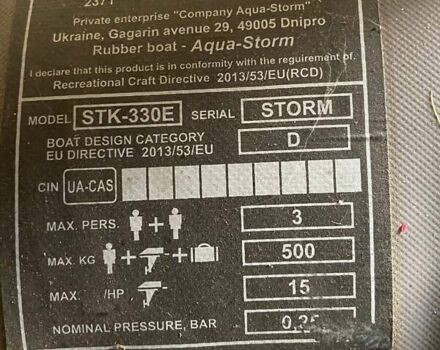 2371
Private enterprise "Company Aqua-Storm"
Ukraine, Gagarin avenue 29, 49005 Dnipro
Rubber boat - Aqua-Storm
I declare that this product is in conformity with the requirement of
Recreational Craft Directive 2013/53/EU(RCD)
MODEL STK-330E SERIAL STORM
BOAT DESIGN CATEGORY D
EU DIRECTIVE 2013/53/EU
CIN UA-CAS
MAX. PERS. + 3
MAX. KG + + 500
MAX. /HP 15
NOMINAL PRESSURE, BAR 0,25